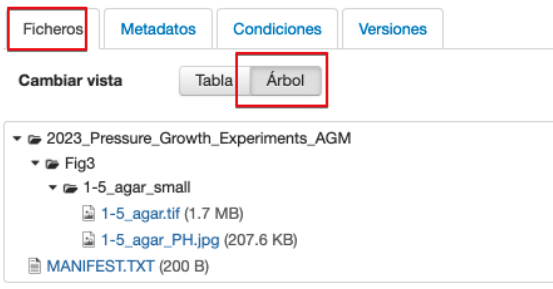 Ficheros Metadatos Condiciones Versiones
Cambiar vista Tabla Árbol
2023_Pressure_Growth_Experiments_AGM
Fig3
1-5_agar_small
1-5_agar.tif (1.7 MB)
1-5_agar_PH.jpg (207.6 KB)
MANIFEST.TXT (200 B)